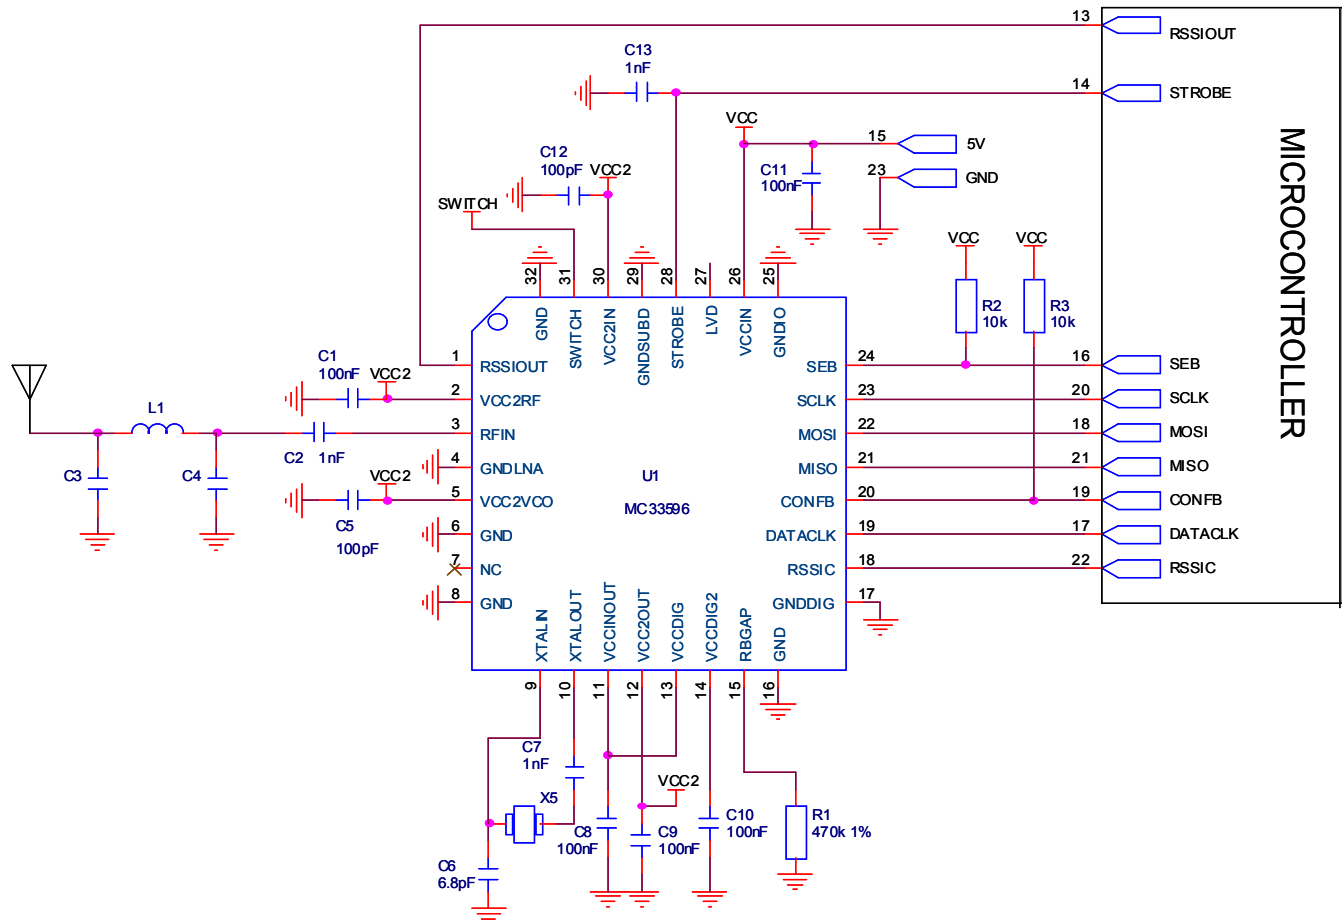 13
RSSIOUT
C13
1nF
14
STROBE
VCC
15
5V
C12
100pF
VCC2
C11
100nF
23
GND
SWITCH
MICROCONTROLLER
VCC
VCC
32
31
30
29
28
27
26
25
R2
10k
R3
10k
GND
SWITCH
VCC2IN
GNDSUBD
STROBE
LVD
VCCIN
GNDIO
C1
100nF
VCC2
1
RSSIOUT
SEB
24
16
SEB
2
VCC2RF
SCLK
23
20
SCLK
L1
C2
1nF
3
RFIN
MOSI
22
18
MOSI
C3
C4
VCC2
4
GNDLNA
U1
MISO
21
21
MISO
5
VCC2VCO
MC33596
CONFB
20
19
CONFB
C5
100pF
6
GND
DATACLK
19
17
DATACLK
7
NC
RSSIC
18
22
RSSIC
8
GND
GNDDIG
17
XTALIN
XTALOUT
VCCINOUT
VCC2OUT
VCCDIG
VCCDIG2
RBGAP
GND
9
10
11
12
13
14
15
16
C7
1nF
VCC2
X5
C8
100nF
C9
100nF
C10
100nF
R1
470k 1%
C6
6.8pF